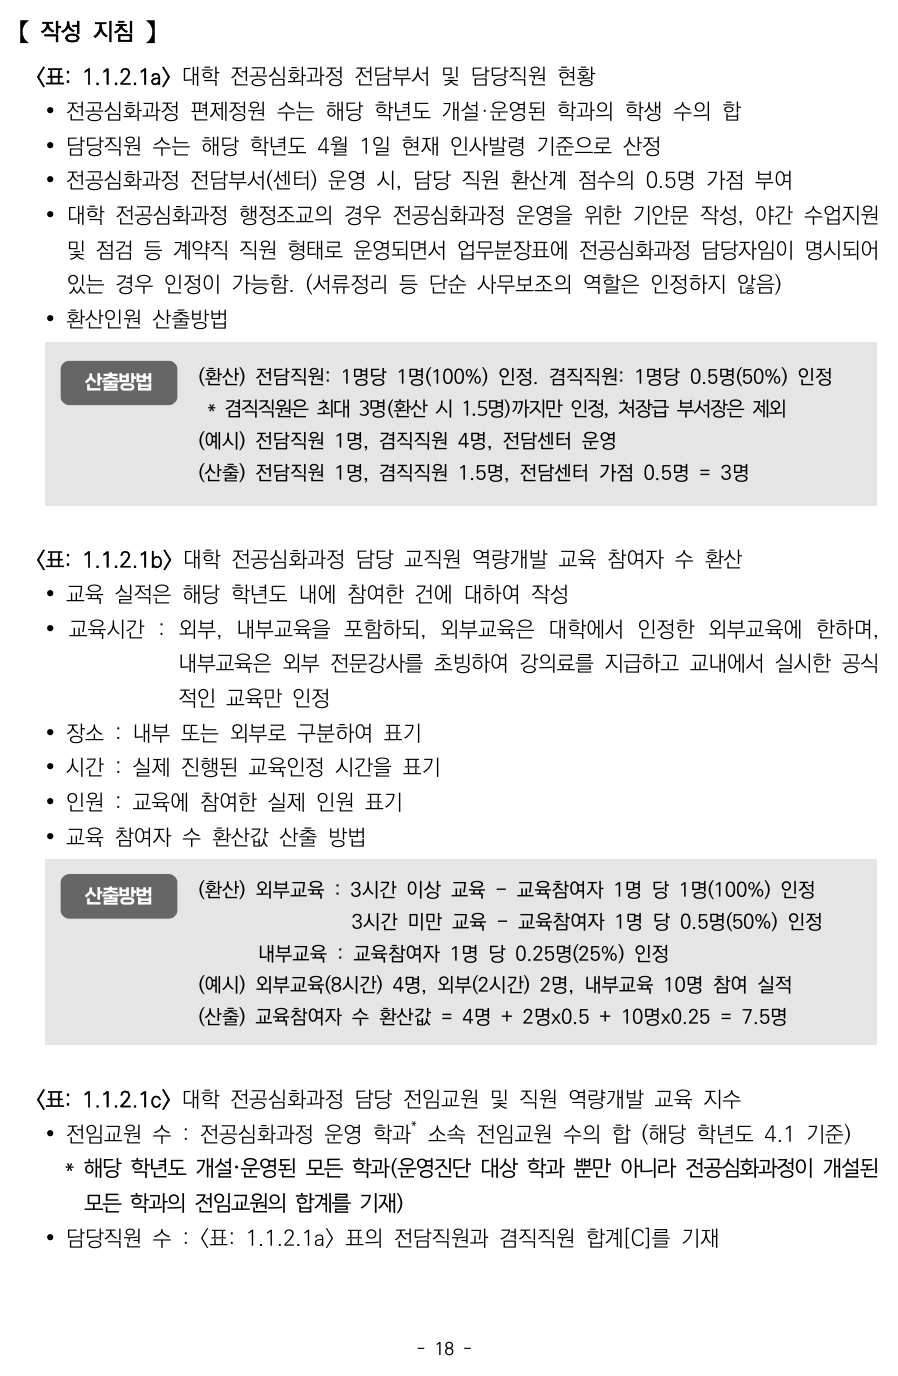 【 작성 지침 】
<표: 1.1.2.1a> 대학 전공심화과정 전담부서 및 담당직원 현황
• 전공심화과정 편제정원 수는 해당 학년도 개설·운영된 학과의 학생 수의 합
• 담당직원 수는 해당 학년도 4월 1일 현재 인사발령 기준으로 산정
• 전공심화과정 전담부서(센터) 운영 시, 담당 직원 환산계 점수의 0.5명 가점 부여
• 대학 전공심화과정 행정조교의 경우 전공심화과정 운영을 위한 기안문 작성, 야간 수업지원
및 점검 등 계약직 직원 형태로 운영되면서 업무분장표에 전공심화과정 담당자임이 명시되어
있는 경우 인정이 가능함. (서류정리 등 단순 사무보조의 역할은 인정하지 않음)
• 환산인원 산출방법
산출방법 (환산) 전담직원: 1명당 1명(100%) 인정. 겸직직원: 1명당 0.5명(50%) 인정
* 겸직직원은 최대 3명(환산 시 1.5명)까지만 인정, 처장급 부서장은 제외
(예시) 전담직원 1명, 겸직직원 4명, 전담센터 운영
(산출) 전담직원 1명, 겸직직원 1.5명, 전담센터 가점 0.5명 = 3명
<표: 1.1.2.1b> 대학 전공심화과정 담당 교직원 역량개발 교육 참여자 수 환산
• 교육 실적은 해당 학년도 내에 참여한 건에 대하여 작성
• 교육시간 : 외부, 내부교육을 포함하되, 외부교육은 대학에서 인정한 외부교육에 한하며,
내부교육은 외부 전문강사를 초빙하여 강의료를 지급하고 교내에서 실시한 공식
적인 교육만 인정
• 장소 : 내부 또는 외부로 구분하여 표기
• 시간 : 실제 진행된 교육인정 시간을 표기
• 인원 : 교육에 참여한 실제 인원 표기
• 교육 참여자 수 환산값 산출 방법
산출방법 (환산) 외부교육 : 3시간 이상 교육 - 교육참여자 1명 당 1명(100%) 인정
3시간 미만 교육 - 교육참여자 1명 당 0.5명(50%) 인정
내부교육 : 교육참여자 1명 당 0.25명(25%) 인정
(예시) 외부교육(8시간) 4명, 외부(2시간) 2명, 내부교육 10명 참여 실적
(산출) 교육참여자 수 환산값 = 4명 + 2명x0.5 + 10명x0.25 = 7.5명
<표: 1.1.2.1c> 대학 전공심화과정 담당 전임교원 및 직원 역량개발 교육 지수
• 전임교원 수 : 전공심화과정 운영 학과* 소속 전임교원 수의 합 (해당 학년도 4.1 기준)
* 해당 학년도 개설·운영된 모든 학과(운영진단 대상 학과 뿐만 아니라 전공심화과정이 개설된
모든 학과의 전임교원의 합계를 기재)
• 담당직원 수 : <표: 1.1.2.1a> 표의 전담직원과 겸직직원 합계[C]를 기재
- 18 -